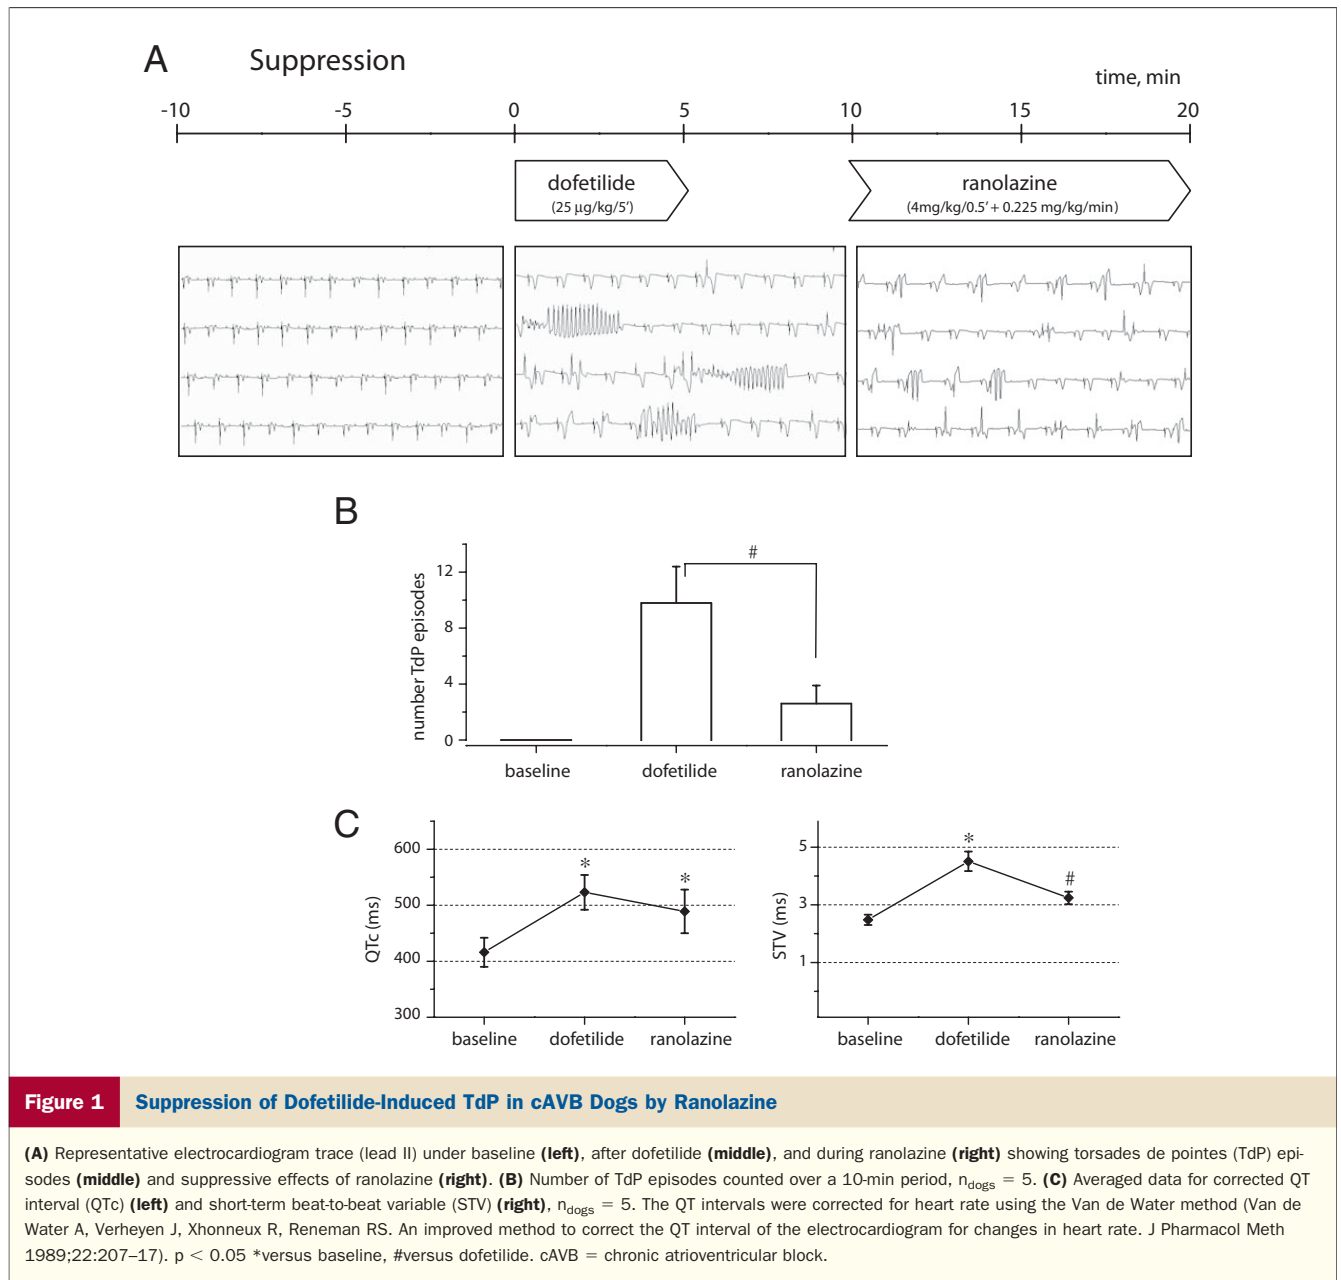 A
Suppression
time, min
-10 -5 0 5 10 15 20
dofetilide
(25 µg/kg/5′)
ranolazine
(4mg/kg/0.5′ + 0.225 mg/kg/min)
B
number TdP episodes
12
8
4
0
#
baseline dofetilide ranolazine
C
QTc (ms)
600
500
400
300
*
*
baseline dofetilide ranolazine
STV (ms)
5
3
1
*
#
baseline dofetilide ranolazine
Figure 1 Suppression of Dofetilide-Induced TdP in cAVB Dogs by Ranolazine
(A) Representative electrocardiogram trace (lead II) under baseline (left), after dofetilide (middle), and during ranolazine (right) showing torsades de pointes (TdP) epi-
sodes (middle) and suppressive effects of ranolazine (right). (B) Number of TdP episodes counted over a 10-min period, ndogs = 5. (C) Averaged data for corrected QT
interval (QTc) (left) and short-term beat-to-beat variable (STV) (right), ndogs = 5. The QT intervals were corrected for heart rate using the Van de Water method (Van de
Water A, Verheyen J, Xhonneux R, Reneman RS. An improved method to correct the QT interval of the electrocardiogram for changes in heart rate. J Pharmacol Meth
1989;22:207–17). p < 0.05 *versus baseline, #versus dofetilide. cAVB = chronic atrioventricular block.